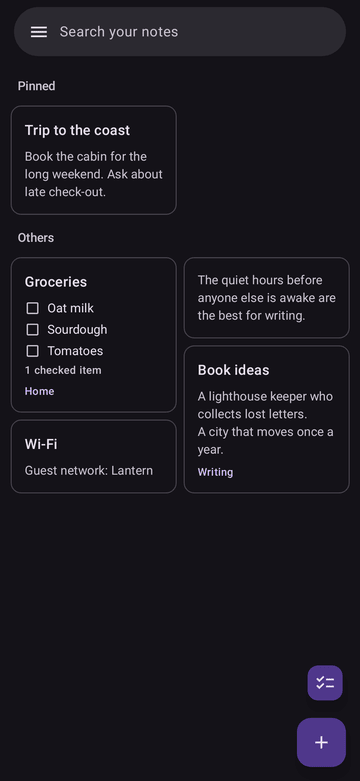 Search your notes
Pinned
Trip to the coast
Book the cabin for the
long weekend. Ask about
late check-out.
Others
Groceries
Oat milk
Sourdough
Tomatoes
1 checked item
Home
The quiet hours before
anyone else is awake are
the best for writing.
Book ideas
A lighthouse keeper who
collects lost letters.
A city that moves once a
year.
Writing
Wi-Fi
Guest network: Lantern